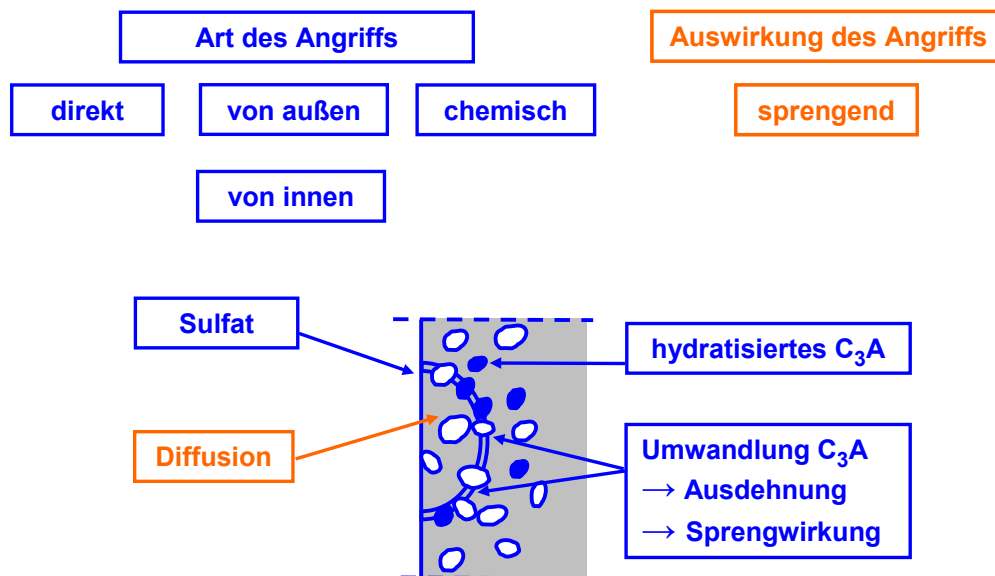 Art des Angriffs
Auswirkung des Angriffs
direkt
von außen
chemisch
sprengend
von innen
Sulfat
hydratisiertes C₃A
Diffusion
Umwandlung C₃A
→ Ausdehnung
→ Sprengwirkung